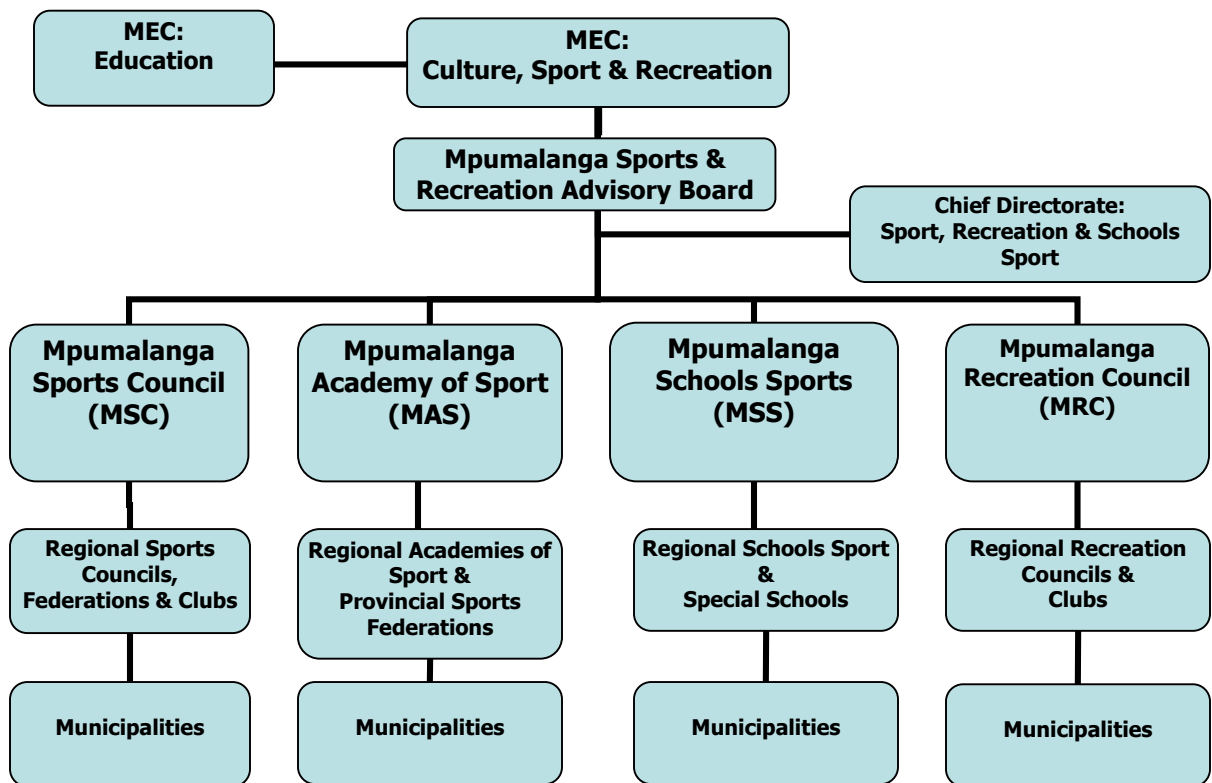 MEC:
Education
MEC:
Culture, Sport & Recreation
Mpumalanga Sports &
Recreation Advisory Board
Chief Directorate:
Sport, Recreation & Schools
Sport
Mpumalanga
Sports Council
(MSC)
Mpumalanga
Academy of Sport
(MAS)
Mpumalanga
Schools Sports
(MSS)
Mpumalanga
Recreation Council
(MRC)
Regional Sports
Councils,
Federations & Clubs
Regional Academies of
Sport &
Provincial Sports
Federations
Regional Schools Sport
&
Special Schools
Regional Recreation
Councils &
Clubs
Municipalities
Municipalities
Municipalities
Municipalities